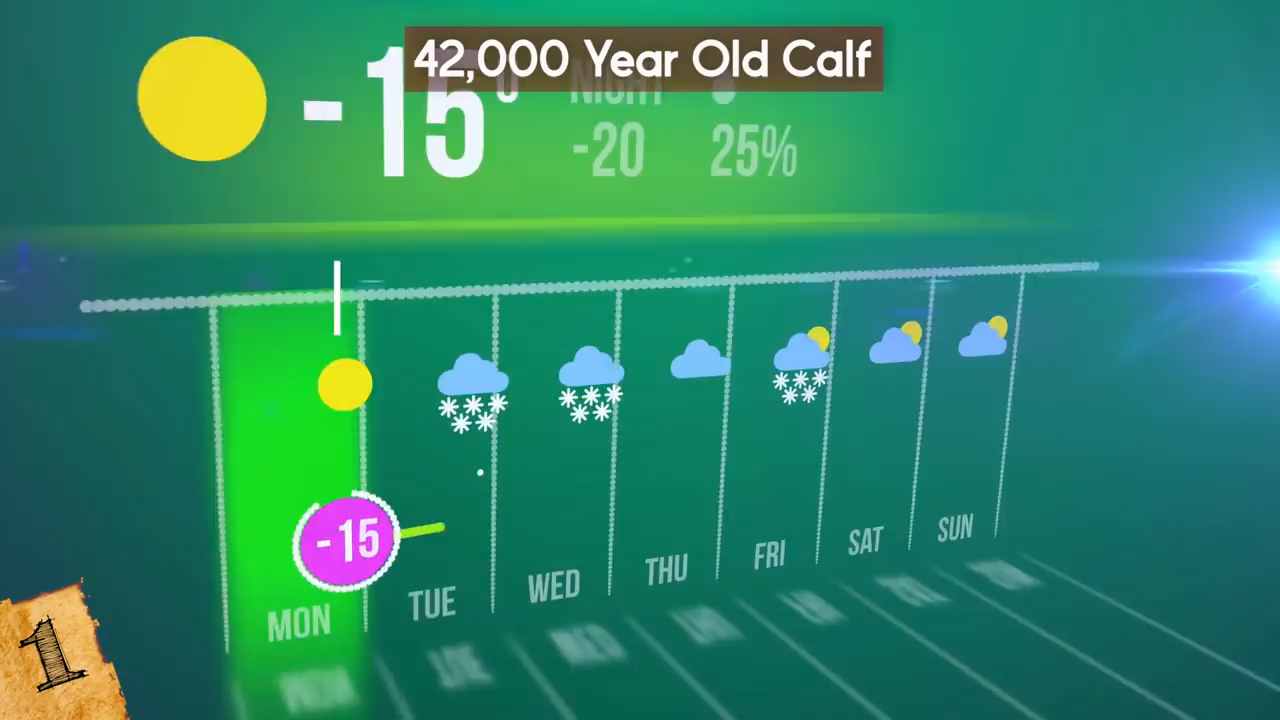 42,000 Year Old Calf
-15°
NIGHT
-20
25%
-15
MON
TUE
WED
THU
FRI
SAT
SUN
1